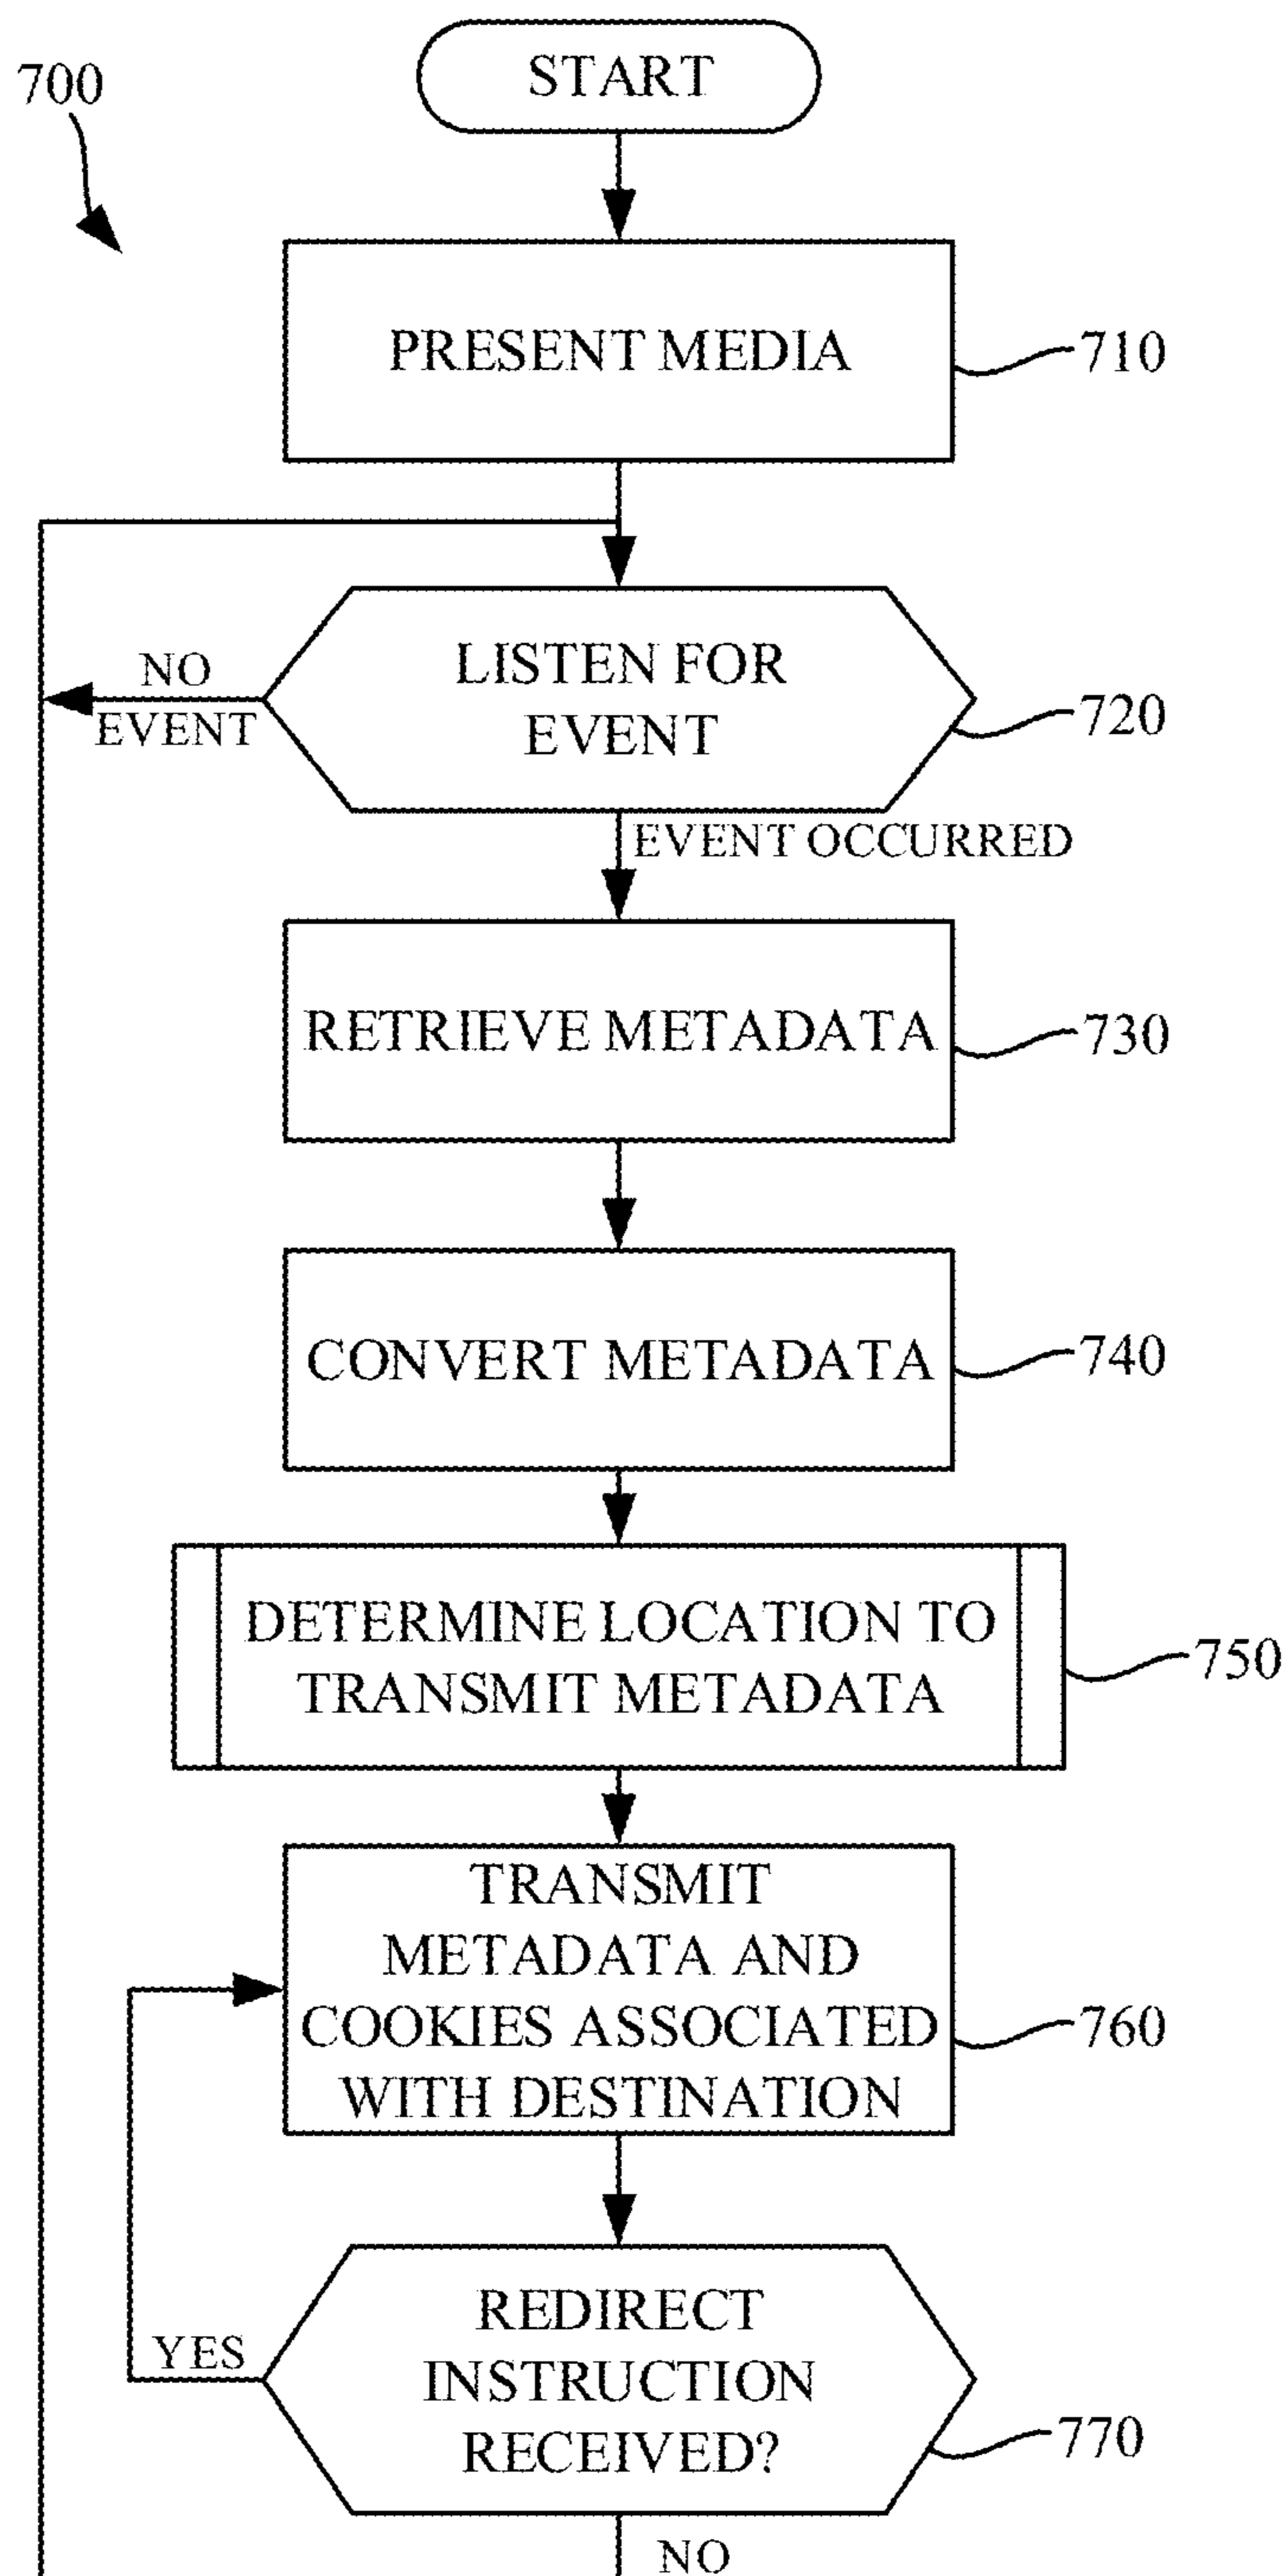 START
700
PRESENT MEDIA
710
LISTEN FOR
EVENT
720
NO
EVENT
EVENT OCCURRED
RETRIEVE METADATA
730
CONVERT METADATA
740
DETERMINE LOCATION TO
TRANSMIT METADATA
750
TRANSMIT
METADATA AND
COOKIES ASSOCIATED
WITH DESTINATION
760
REDIRECT
INSTRUCTION
RECEIVED?
770
YES
NO